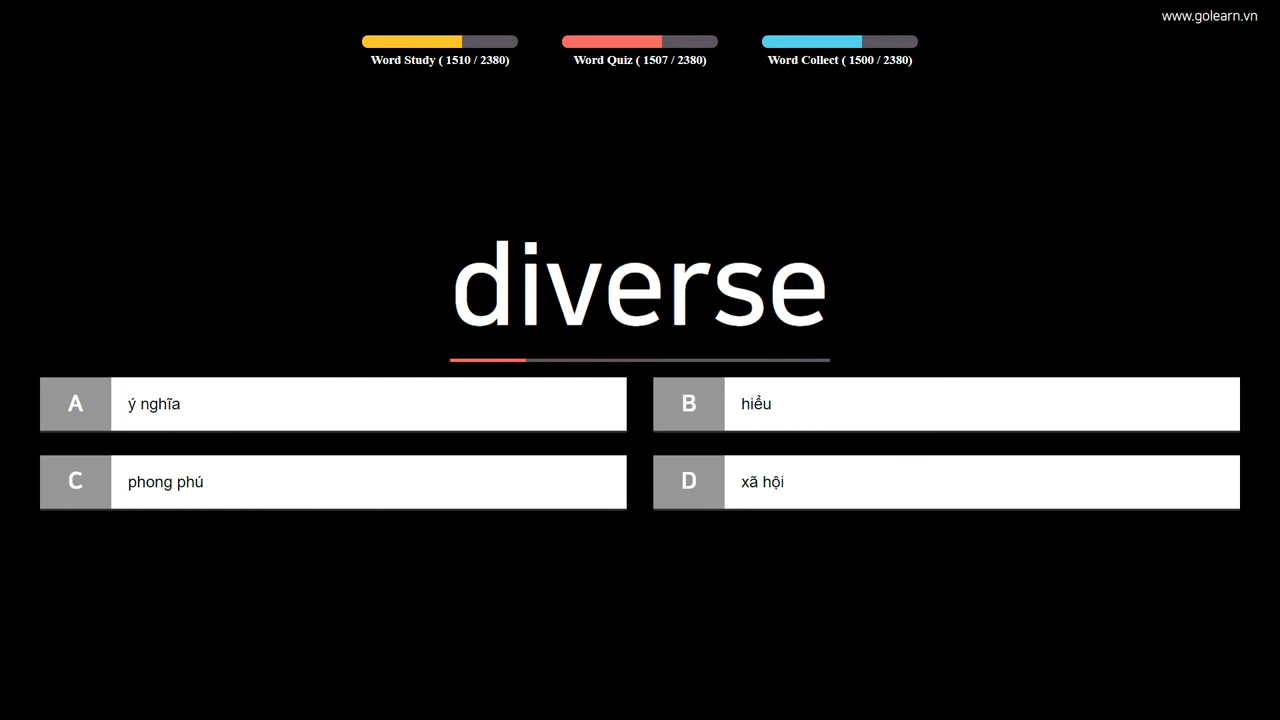 www.golearn.vn
Word Study ( 1510 / 2380)
Word Quiz ( 1507 / 2380)
Word Collect ( 1500 / 2380)
diverse
A ý nghĩa
B hiểu
C phong phú
D xã hội